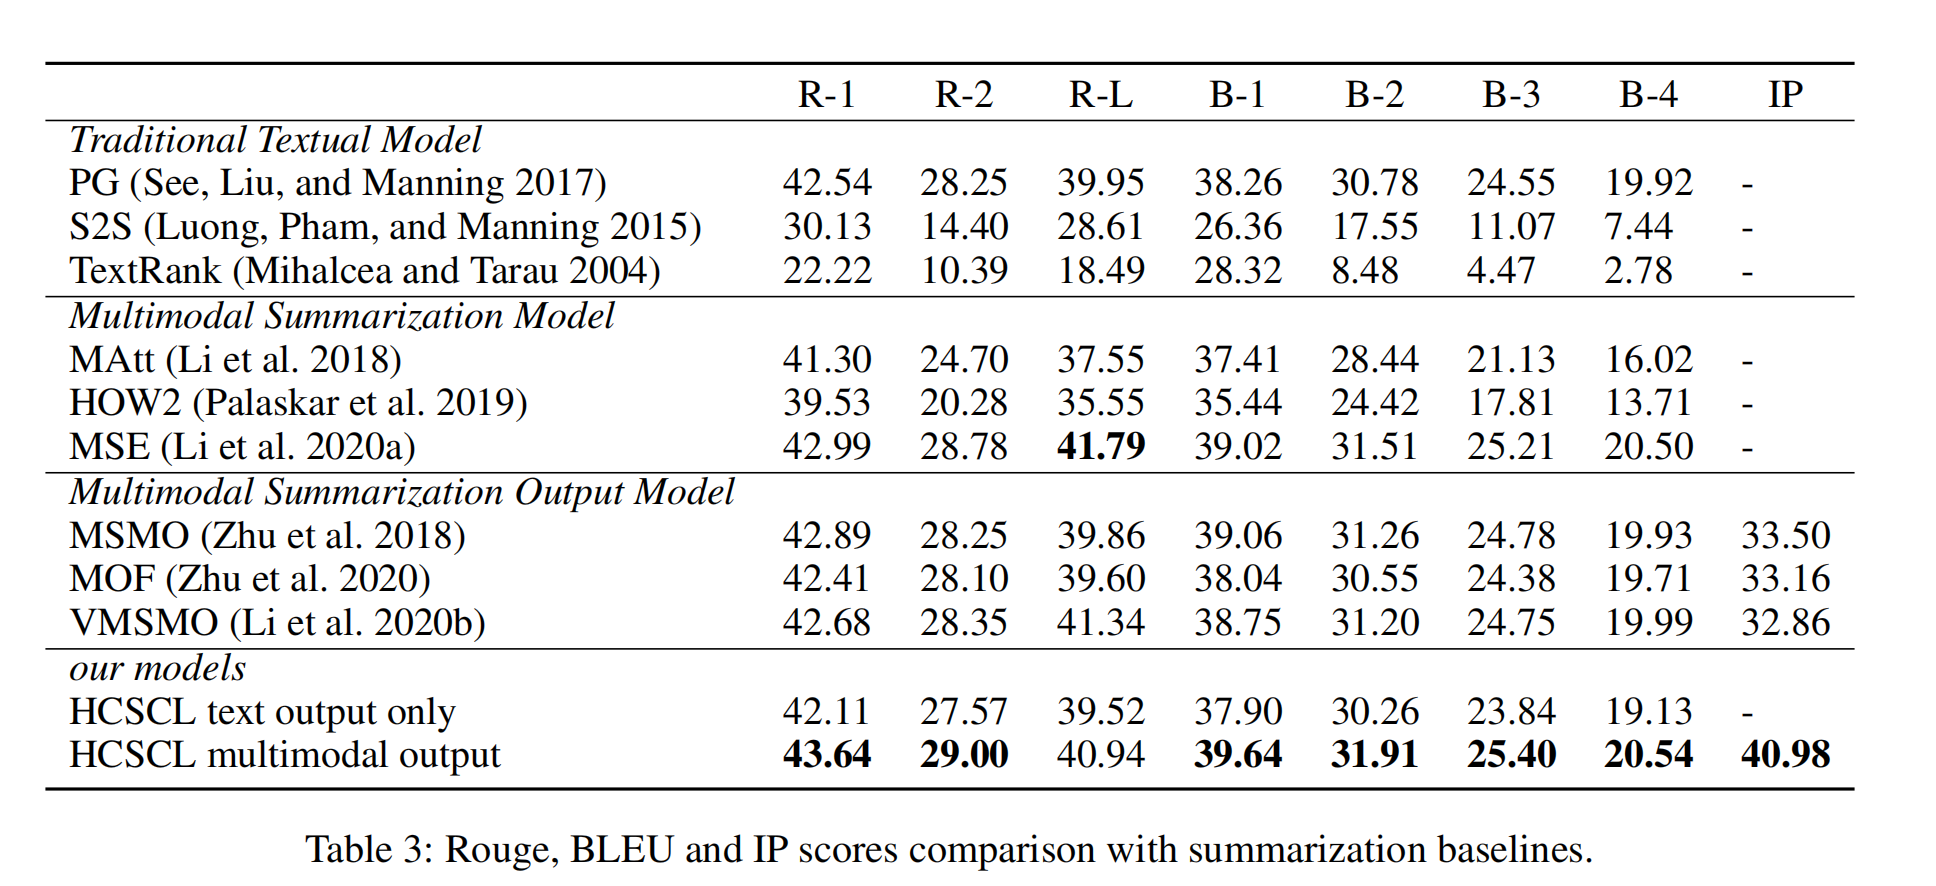 R-1 R-2 R-L B-1 B-2 B-3 B-4 IP
Traditional Textual Model
PG (See, Liu, and Manning 2017) 42.54 28.25 39.95 38.26 30.78 24.55 19.92 -
S2S (Luong, Pham, and Manning 2015) 30.13 14.40 28.61 26.36 17.55 11.07 7.44 -
TextRank (Mihalcea and Tarau 2004) 22.22 10.39 18.49 28.32 8.48 4.47 2.78 -
Multimodal Summarization Model
MAtt (Li et al. 2018) 41.30 24.70 37.55 37.41 28.44 21.13 16.02 -
HOW2 (Palaskar et al. 2019) 39.53 20.28 35.55 35.44 24.42 17.81 13.71 -
MSE (Li et al. 2020a) 42.99 28.78 41.79 39.02 31.51 25.21 20.50 -
Multimodal Summarization Output Model
MSMO (Zhu et al. 2018) 42.89 28.25 39.86 39.06 31.26 24.78 19.93 33.50
MOF (Zhu et al. 2020) 42.41 28.10 39.60 38.04 30.55 24.38 19.71 33.16
VMSMO (Li et al. 2020b) 42.68 28.35 41.34 38.75 31.20 24.75 19.99 32.86
our models
HCSCL text output only 42.11 27.57 39.52 37.90 30.26 23.84 19.13 -
HCSCL multimodal output 43.64 29.00 40.94 39.64 31.91 25.40 20.54 40.98
Table 3: Rouge, BLEU and IP scores comparison with summarization baselines.